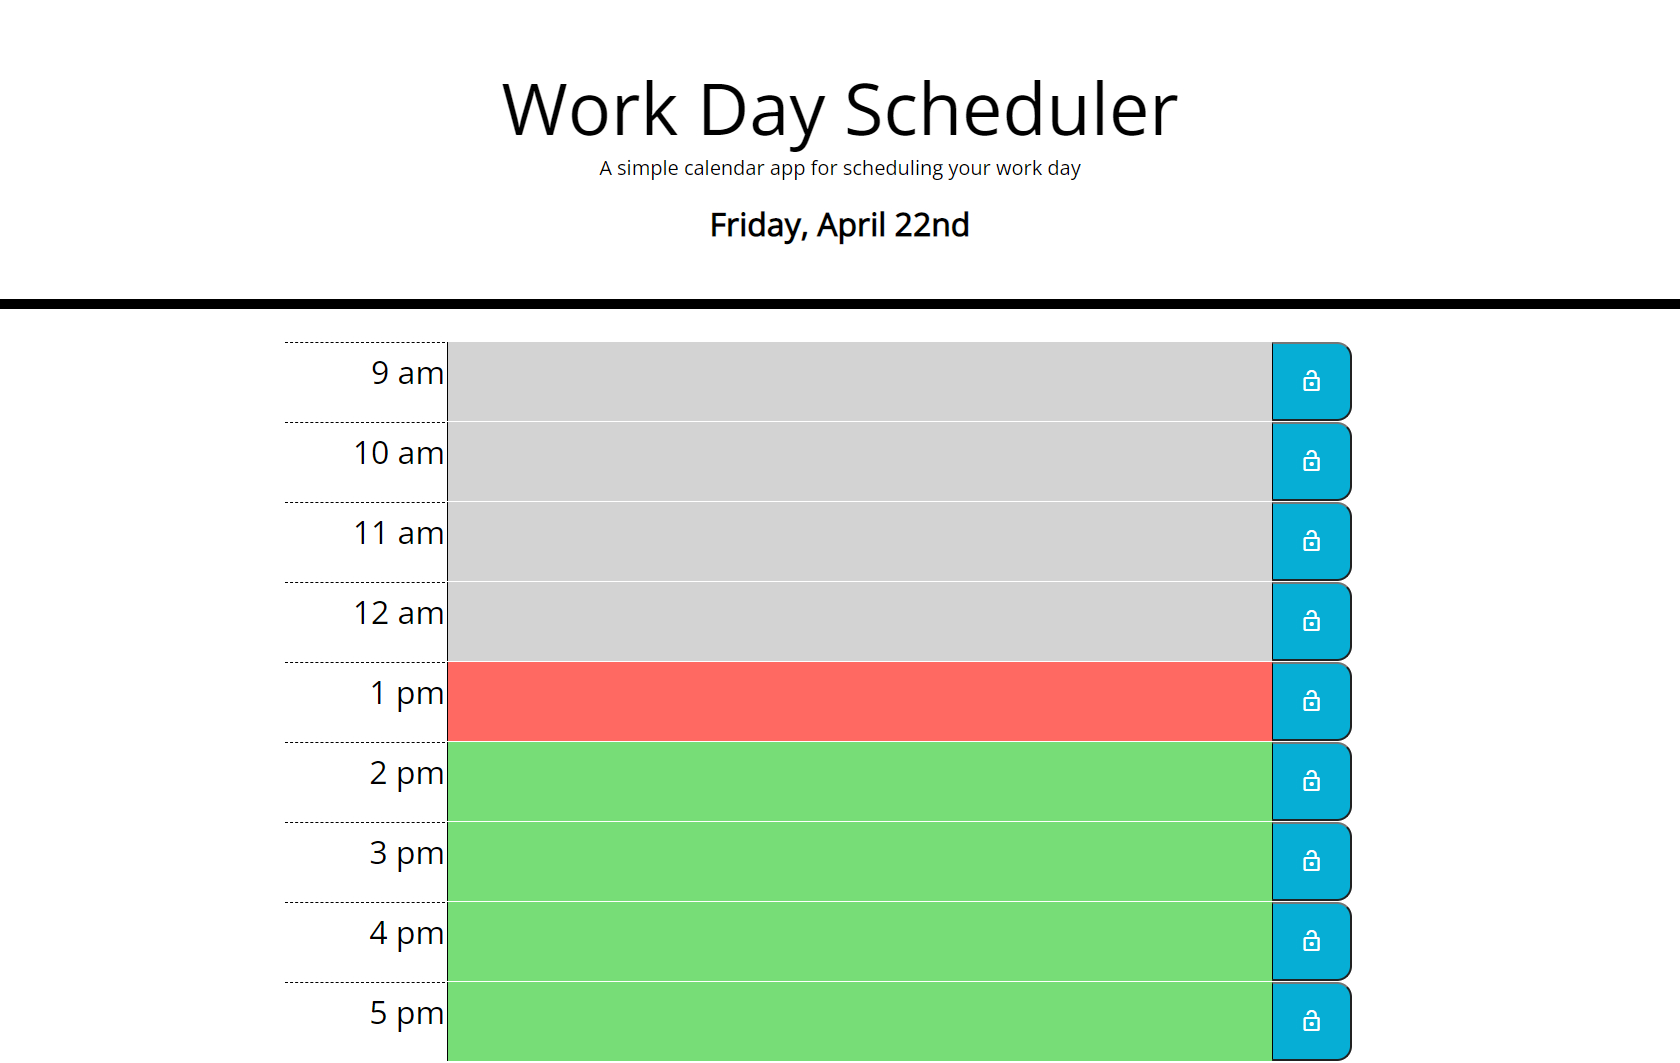 Work Day Scheduler
A simple calendar app for scheduling your work day
Friday, April 22nd
9 am
10 am
11 am
12 am
1 pm
2 pm
3 pm
4 pm
5 pm